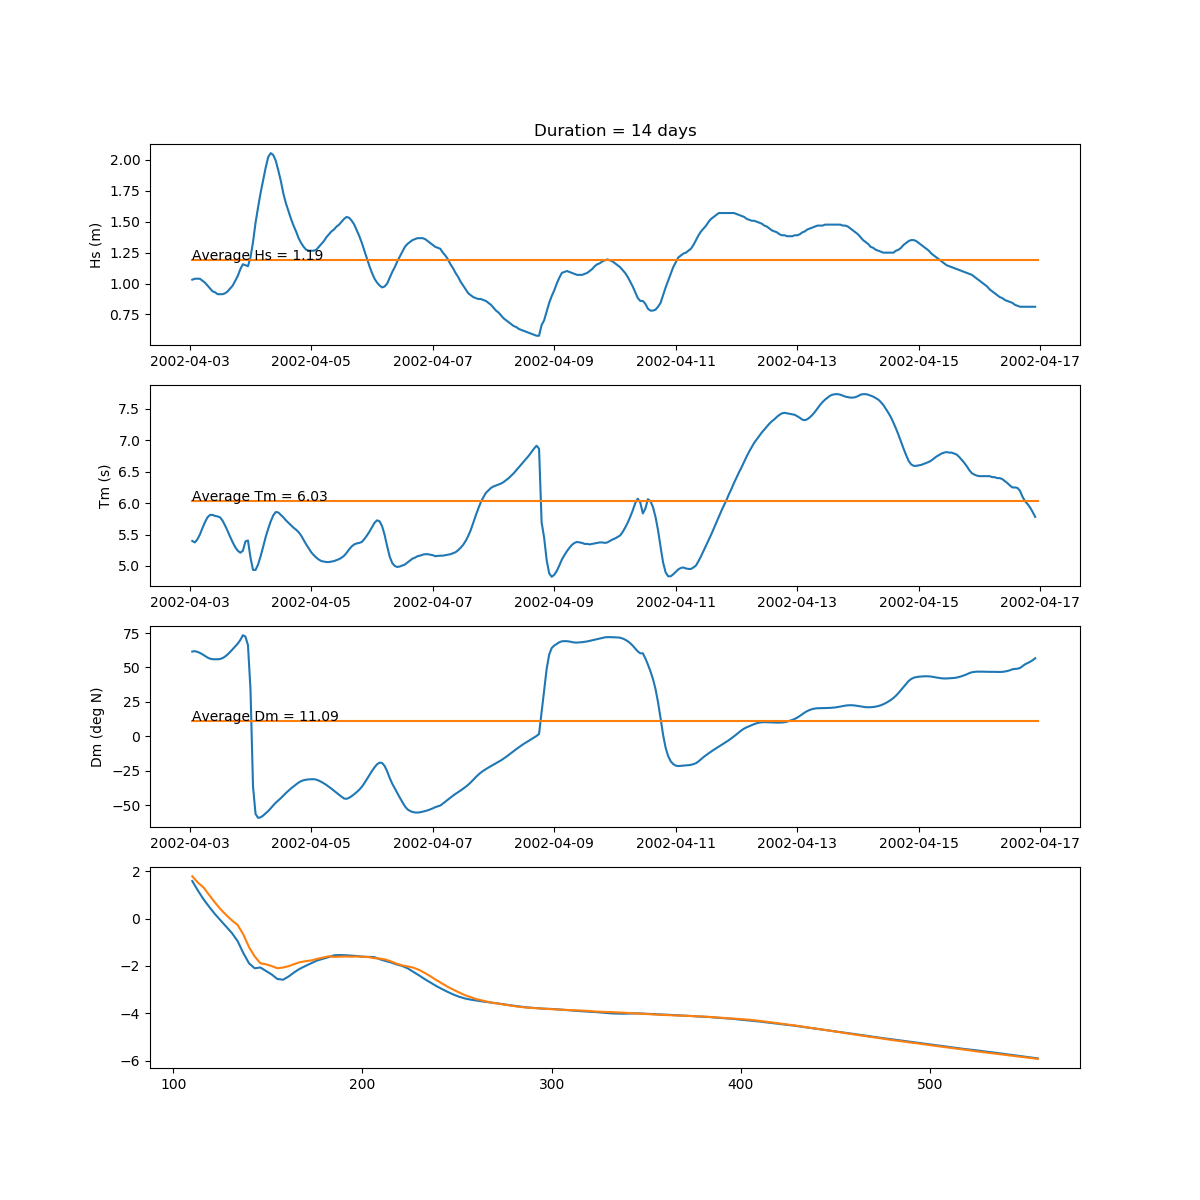 Duration = 14 days
2.00
1.75
1.50
1.25
1.00
0.75
Hs (m)
Average Hs = 1.19
2002-04-03 2002-04-05 2002-04-07 2002-04-09 2002-04-11 2002-04-13 2002-04-15 2002-04-17
7.5
7.0
6.5
6.0
5.5
5.0
Tm (s)
Average Tm = 6.03
2002-04-03 2002-04-05 2002-04-07 2002-04-09 2002-04-11 2002-04-13 2002-04-15 2002-04-17
75
50
25
0
−25
−50
Dm (deg N)
Average Dm = 11.09
2002-04-03 2002-04-05 2002-04-07 2002-04-09 2002-04-11 2002-04-13 2002-04-15 2002-04-17
2
0
−2
−4
−6
100 200 300 400 500